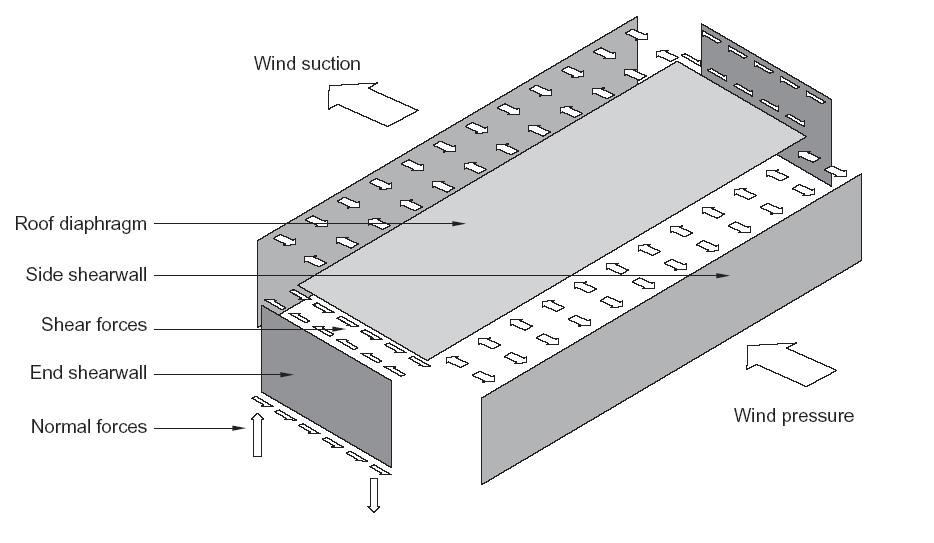 Wind suction
Roof diaphragm
Side shearwall
Shear forces
End shearwall
Normal forces
Wind pressure